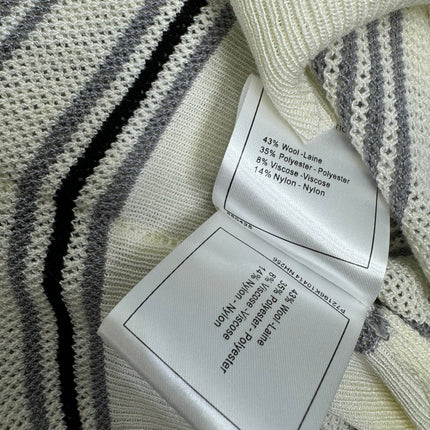 43% Wool -Laine
35% Polyester - Polyester
8% Viscose -Viscose
14% Nylon - Nylon
P72196K10414NH266
43% Wool-Laine
35% Polyester - Polyester
8% Viscose -Viscose
14% Nylon - Nylon